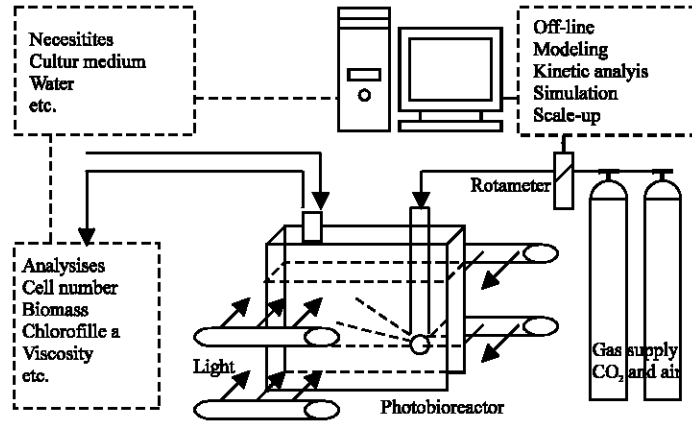 Necesitites
Cultur medium
Water
etc.
Off-line
Modeling
Kinetic analyis
Simulation
Scale-up
Rotameter
Analysises
Cell number
Biomass
Chlorofille a
Viscosity
etc.
Light
Photobioreactor
Gas supply
CO₂ and air